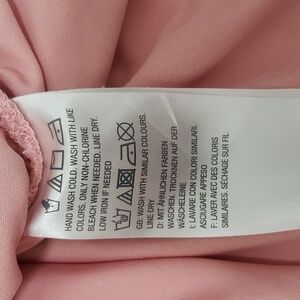 HAND WASH COLD. WASH WITH LIKE
COLORS. ONLY NON-CHLORINE
BLEACH WHEN NEEDED. LINE DRY.
LOW IRON IF NEEDED
GB: WASH WITH SIMILAR COLOURS.
LINE DRY
D: MIT ÄHNLICHEN FARBEN
WASCHEN. TROCKNEN AUF DER
WÄSCHELEINE
I: LAVARE CON COLORI SIMILARI.
ASCIUGARE APPESO
F: LAVER AVEC DES COLORIS
SIMILAIRES. SÉCHAGE SUR FIL